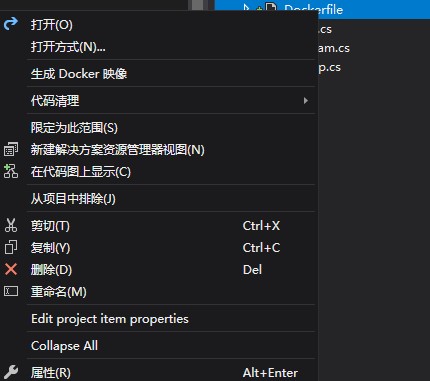 Dockerfile
.cs
am.cs
p.cs
打开(O)
打开方式(N)...
生成 Docker 映像
代码清理
限定为此范围(S)
新建解决方案资源管理器视图(N)
在代码图上显示(C)
从项目中排除(J)
剪切(T) Ctrl+X
复制(Y) Ctrl+C
删除(D) Del
重命名(M)
Edit project item properties
Collapse All
属性(R) Alt+Enter